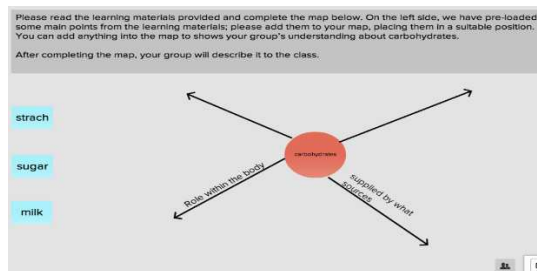 Please read the learning materials provided and complete the map below. On the left side, we have pre-loaded
some main points from the learning materials; please add them to your map, placing them in a suitable position.
You can add anything into the map to shows your group's understanding about carbohydrates.
After completing the map, your group will describe it to the class.
strach
sugar
milk
carbohydrates
Role within the body
supplied by what
sources